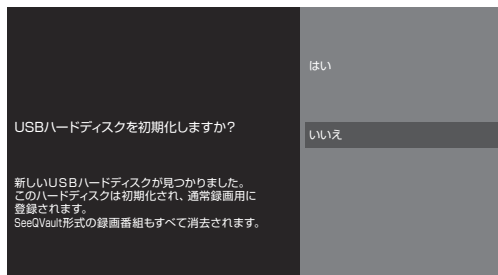 はい
USBハードディスクを初期化しますか？
いいえ
新しいUSBハードディスクが見つかりました。
このハードディスクは初期化され、通常録画用に
登録されます。
SeeQVault形式の録画番組もすべて消去されます。